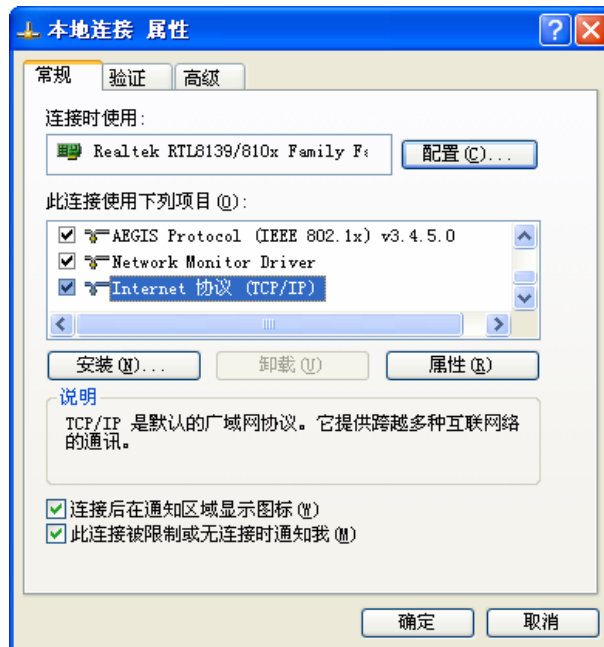 本地连接 属性
常规 验证 高级
连接时使用:
Realtek RTL8139/810x Family Fa 配置(C)...
此连接使用下列项目(O):
AEGIS Protocol (IEEE 802.1x) v3.4.5.0
Network Monitor Driver
Internet 协议 (TCP/IP)
安装(N)... 卸载(U) 属性(R)
说明
TCP/IP 是默认的广域网协议。它提供跨越多种互联网络
的通讯。
连接后在通知区域显示图标(W)
此连接被限制或无连接时通知我(M)
确定 取消